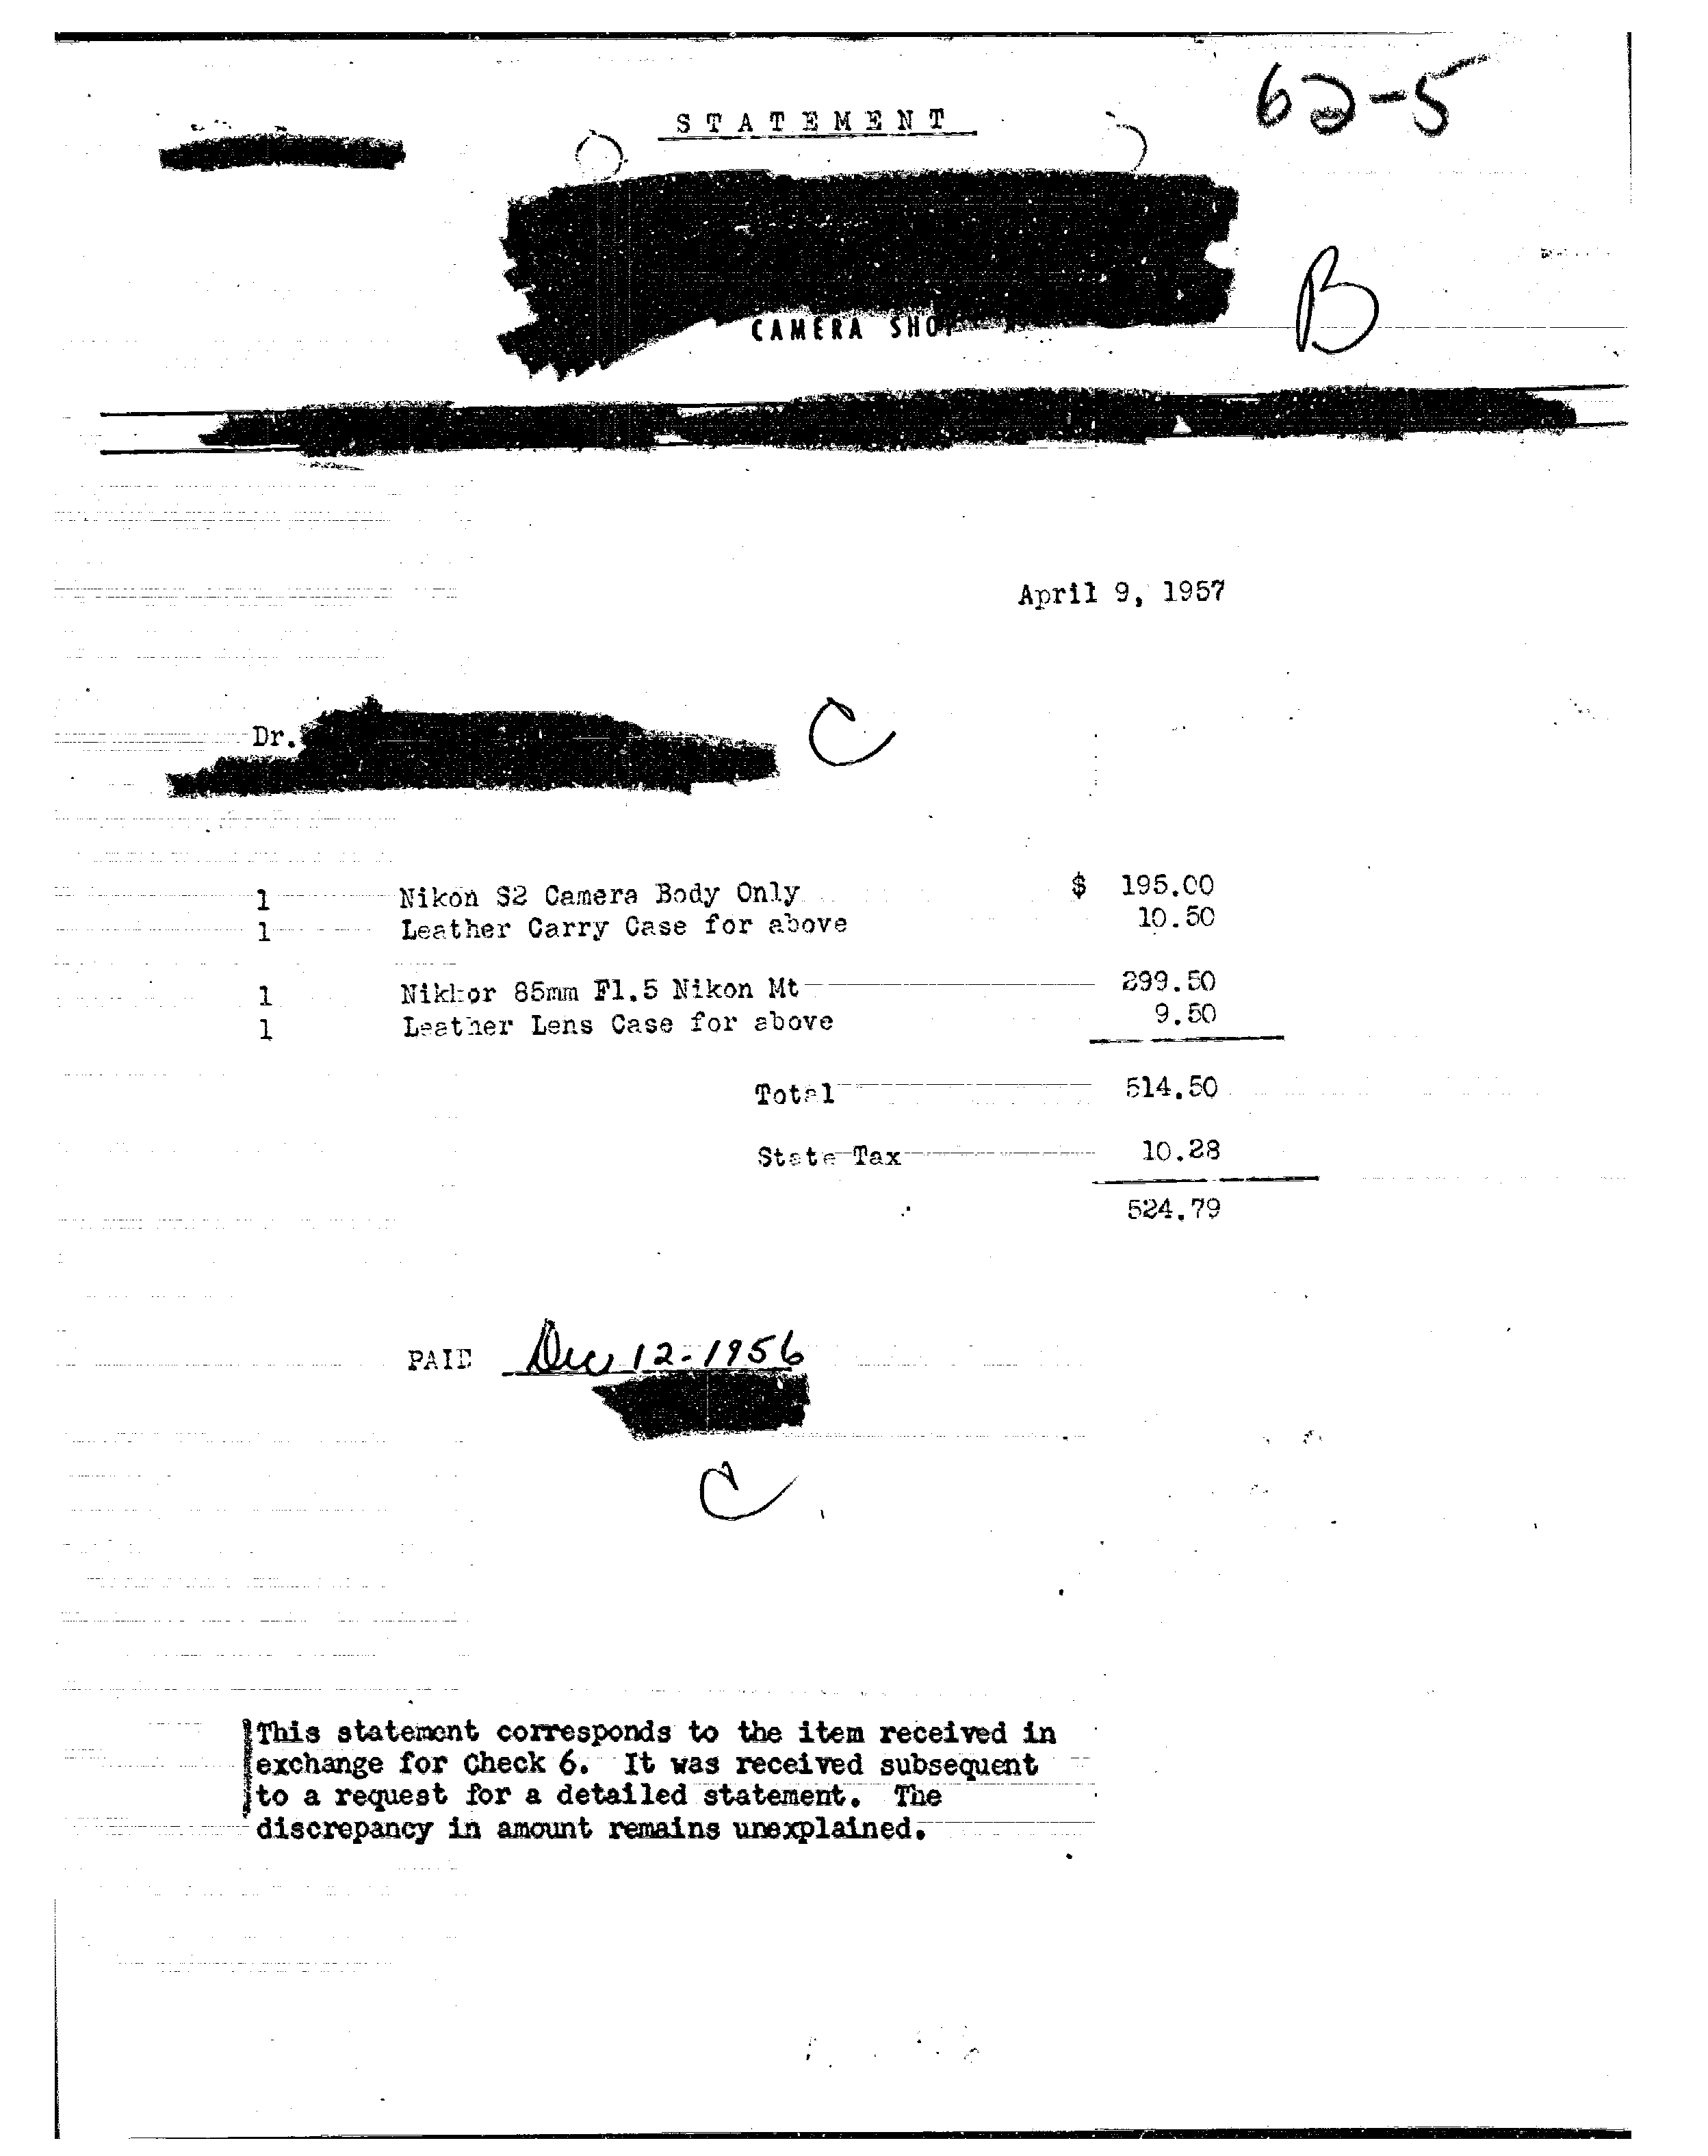 62-5
STATEMENT
CAMERA SHOP
B
April 9, 1957
Dr.
C
1 Nikon S2 Camera Body Only $ 195.00
1 Leather Carry Case for above 10.50
1 Nikkor 85mm F1.5 Nikon Mt 299.50
1 Leather Lens Case for above 9.50
Total 514.50
State Tax 10.28
524.79
PAID Dec 12-1956
C
This statement corresponds to the item received in
exchange for Check 6. It was received subsequent
to a request for a detailed statement. The
discrepancy in amount remains unexplained.